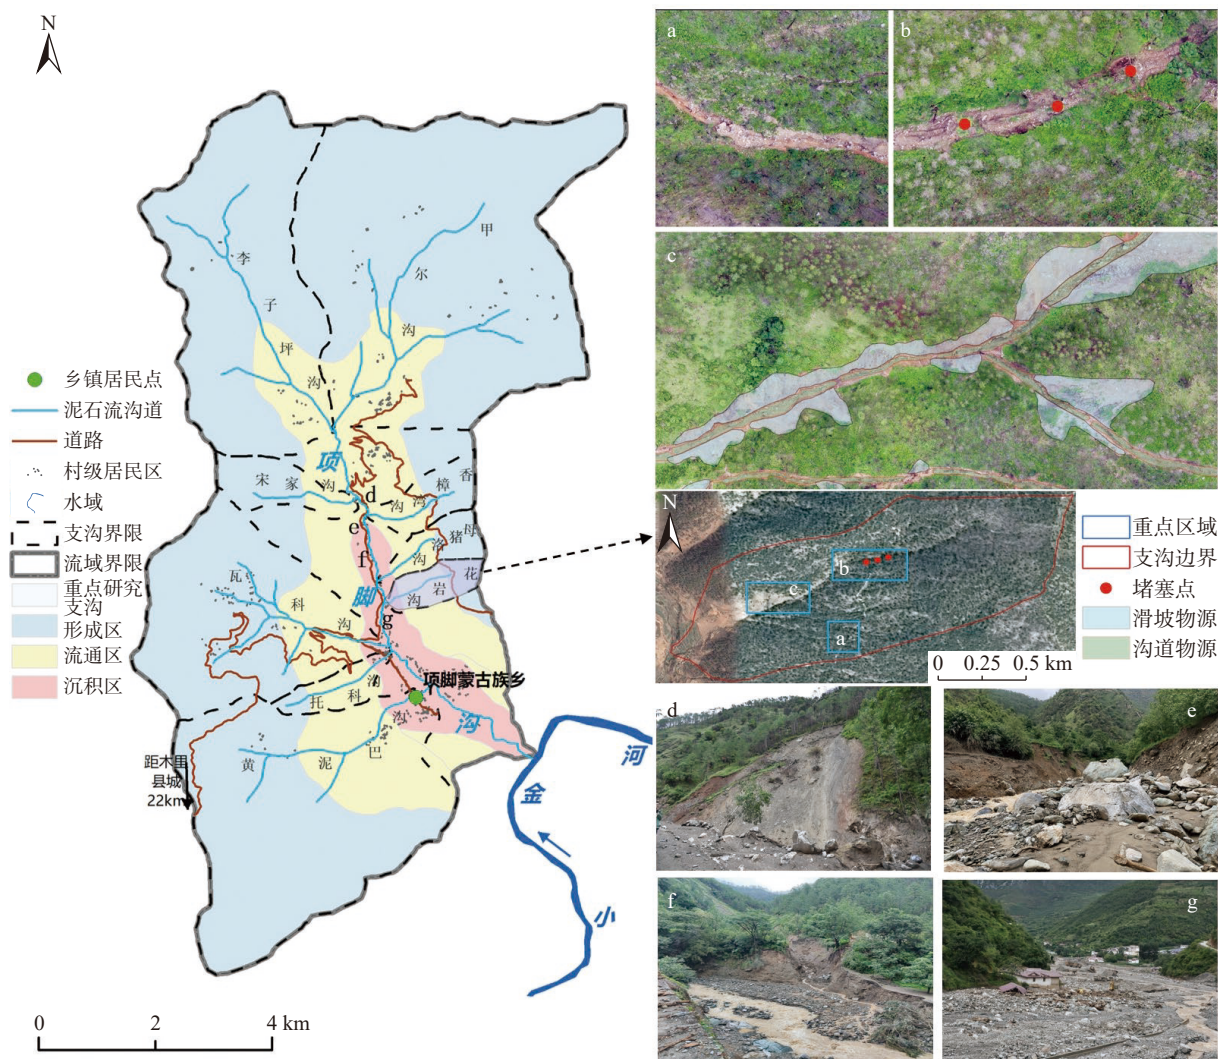 N
李
子
坪
沟
甲
尔
沟
项
脚
沟
宋
家
沟
香
樟
湾
沟
母
猪
洛
沟
花
岩
沟
瓦
科
沟
托
科
沟
黄
泥
巴
沟
d
e
f
g
项脚蒙古族乡
距木里
县城
22km
小
金
河
乡镇居民点
泥石流沟道
道路
村级居民区
水域
支沟界限
流域界限
重点研究
支沟
形成区
流通区
沉积区
0 2 4 km
a
b
c
N
b
c
a
重点区域
支沟边界
堵塞点
滑坡物源
沟道物源
0 0.25 0.5 km
d
e
f
g